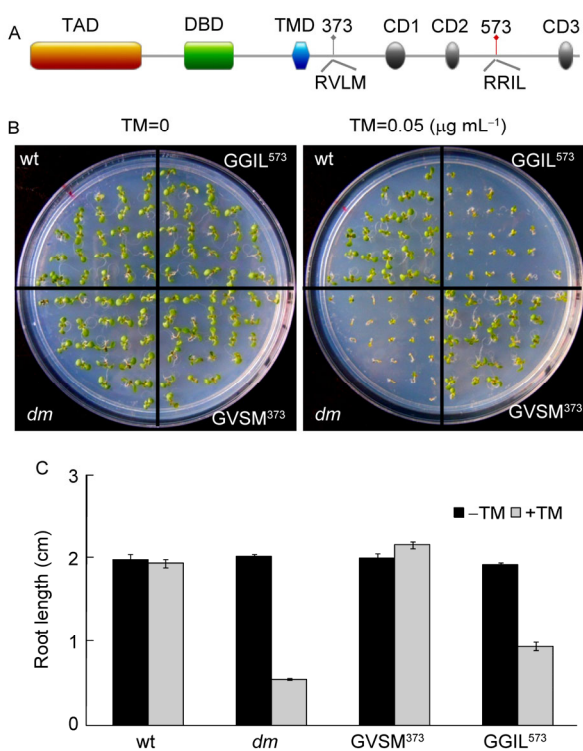 A
TAD DBD TMD 373 CD1 CD2 573 CD3
RVLM RRIL
B
TM=0 TM=0.05 (μg mL⁻¹)
wt GGIL⁵⁷³ wt GGIL⁵⁷³
dm GVSM³⁷³ dm GVSM³⁷³
C
3
2
1
0
Root length (cm)
–TM +TM
wt dm GVSM³⁷³ GGIL⁵⁷³